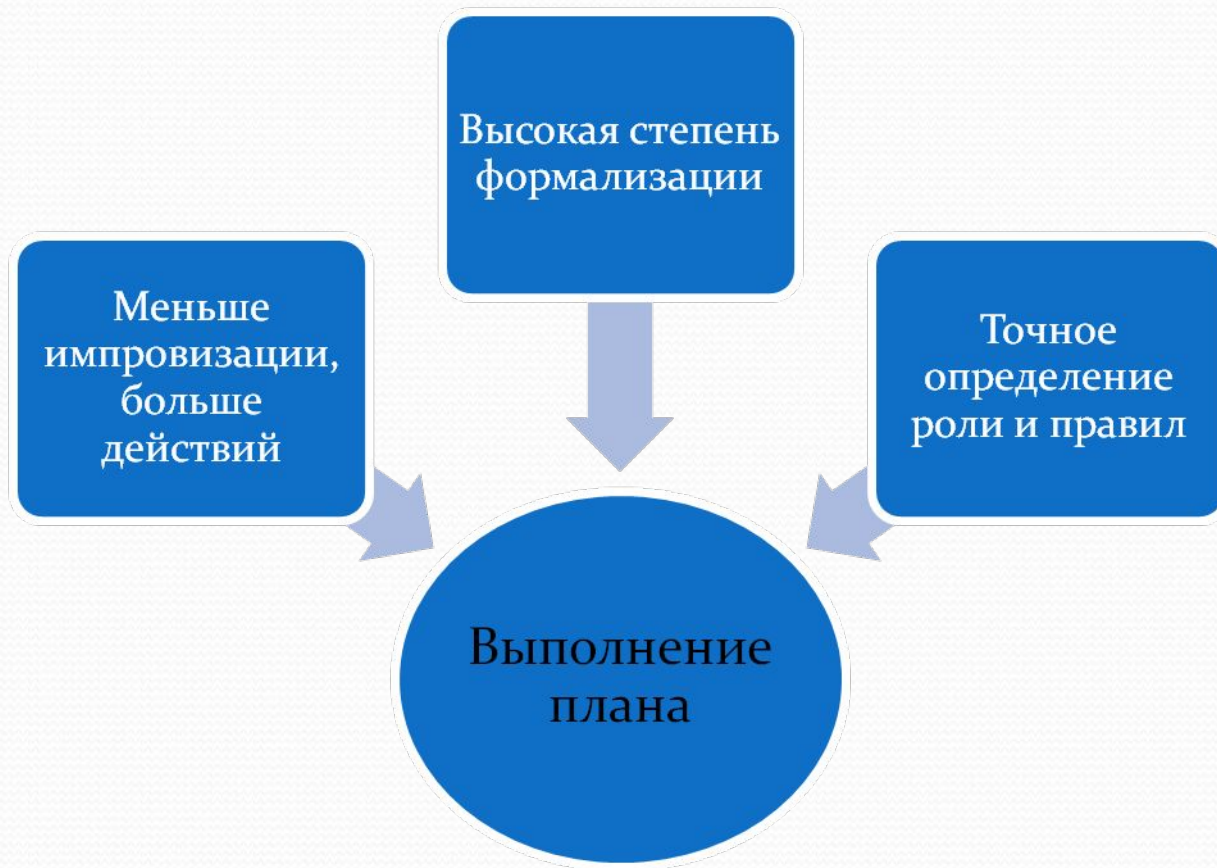 Высокая степень
формализации
Меньше
импровизации,
больше
действий
Точное
определение
роли и правил
Выполнение
плана